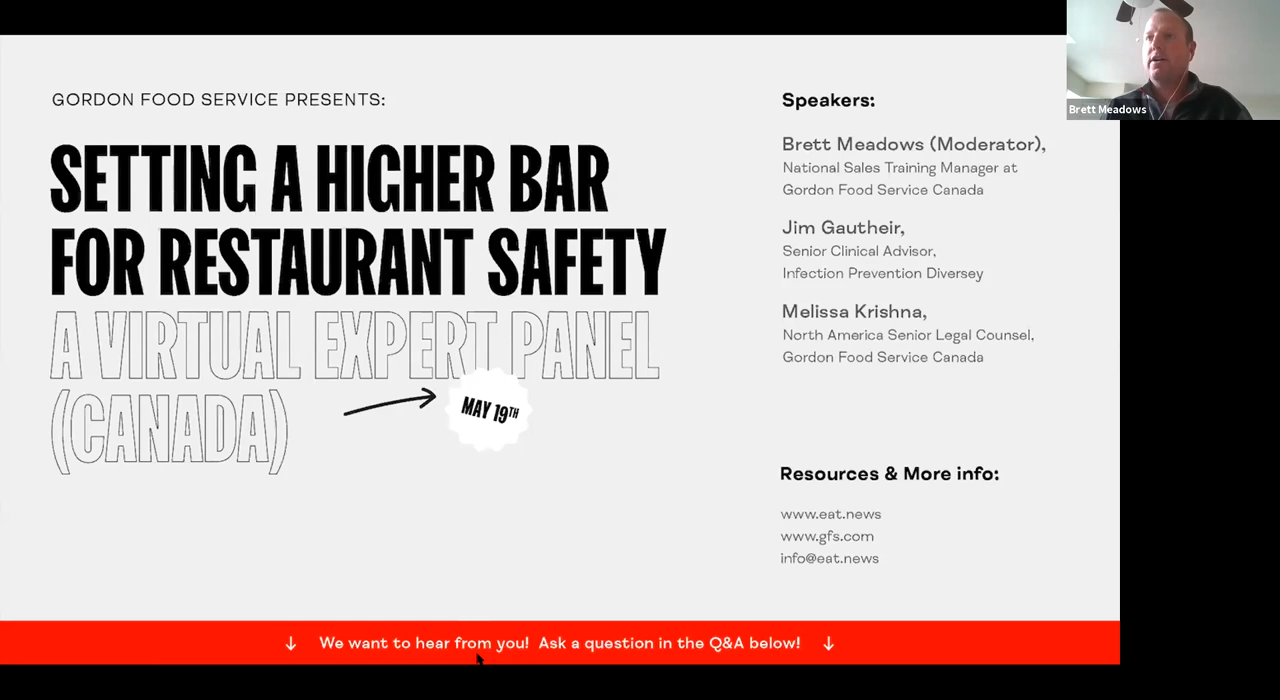 GORDON FOOD SERVICE PRESENTS:
SETTING A HIGHER BAR
FOR RESTAURANT SAFETY
A VIRTUAL EXPERT PANEL
(CANADA)
MAY 19TH
Speakers:
Brett Meadows (Moderator),
National Sales Training Manager at
Gordon Food Service Canada
Jim Gautheir,
Senior Clinical Advisor,
Infection Prevention Diversey
Melissa Krishna,
North America Senior Legal Counsel,
Gordon Food Service Canada
Resources & More info:
www.eat.news
www.gfs.com
info@eat.news
↓ We want to hear from you! Ask a question in the Q&A below! ↓
Brett Meadows